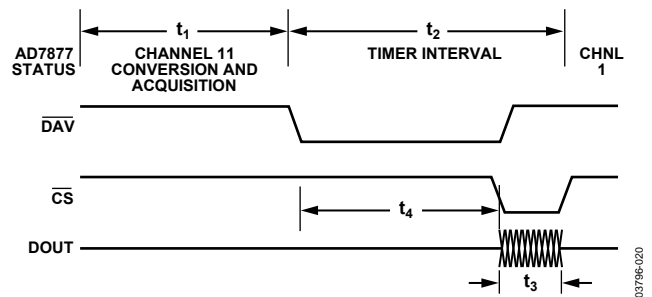 t1
t2
AD7877
STATUS
CHANNEL 11
CONVERSION AND
ACQUISITION
TIMER INTERVAL
CHNL
1
DAV
CS
t4
DOUT
t3
03796-020